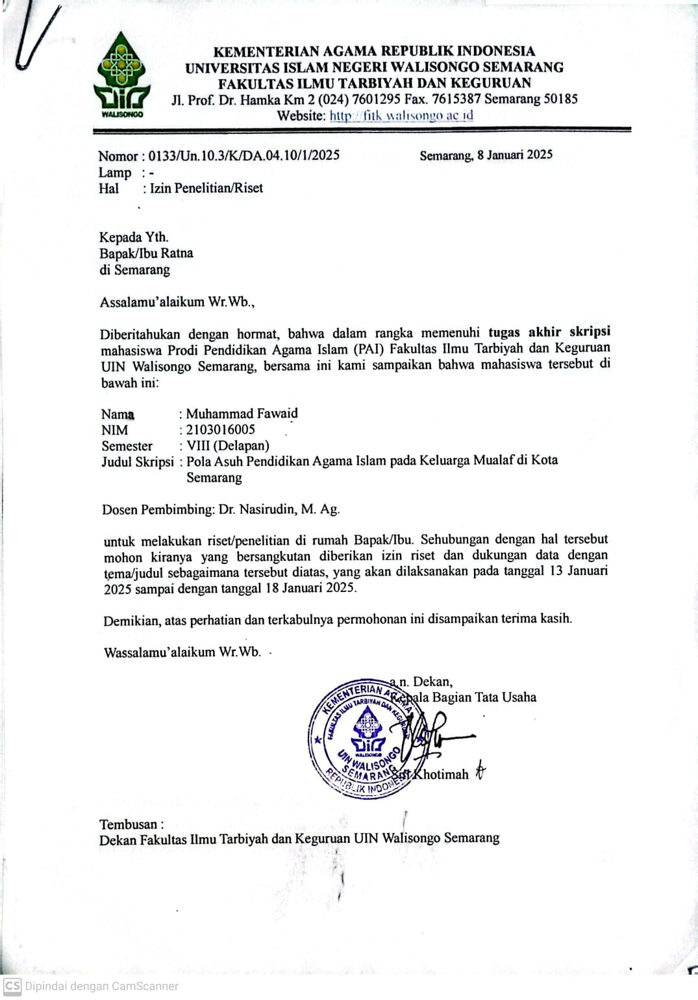 KEMENTERIAN AGAMA REPUBLIK INDONESIA
UNIVERSITAS ISLAM NEGERI WALISONGO SEMARANG
FAKULTAS ILMU TARBIYAH DAN KEGURUAN
Jl. Prof. Dr. Hamka Km 2 (024) 7601295 Fax. 7615387 Semarang 50185
Website: http://fitk.walisongo.ac.id
WALISONGO
Nomor : 0133/Un.10.3/K/DA.04.10/1/2025 Semarang, 8 Januari 2025
Lamp : -
Hal : Izin Penelitian/Riset
Kepada Yth.
Bapak/Ibu Ratna
di Semarang
Assalamu’alaikum Wr.Wb.,
Diberitahukan dengan hormat, bahwa dalam rangka memenuhi tugas akhir skripsi
mahasiswa Prodi Pendidikan Agama Islam (PAI) Fakultas Ilmu Tarbiyah dan Keguruan
UIN Walisongo Semarang, bersama ini kami sampaikan bahwa mahasiswa tersebut di
bawah ini:
Nama : Muhammad Fawaid
NIM : 2103016005
Semester : VIII (Delapan)
Judul Skripsi : Pola Asuh Pendidikan Agama Islam pada Keluarga Mualaf di Kota
Semarang
Dosen Pembimbing: Dr. Nasirudin, M. Ag.
untuk melakukan riset/penelitian di rumah Bapak/Ibu. Sehubungan dengan hal tersebut
mohon kiranya yang bersangkutan diberikan izin riset dan dukungan data dengan
tema/judul sebagaimana tersebut diatas, yang akan dilaksanakan pada tanggal 13 Januari
2025 sampai dengan tanggal 18 Januari 2025.
Demikian, atas perhatian dan terkabulnya permohonan ini disampaikan terima kasih.
Wassalamu’alaikum Wr.Wb.
a.n. Dekan,
Kepala Bagian Tata Usaha
KEMENTERIAN AGAMA
FAKULTAS ILMU TARBIYAH DAN KEGURUAN
WALISONGO
UIN WALISONGO
SEMARANG
REPUBLIK INDONESIA
Siti Khotimah
Tembusan :
Dekan Fakultas Ilmu Tarbiyah dan Keguruan UIN Walisongo Semarang
CS Dipindai dengan CamScanner